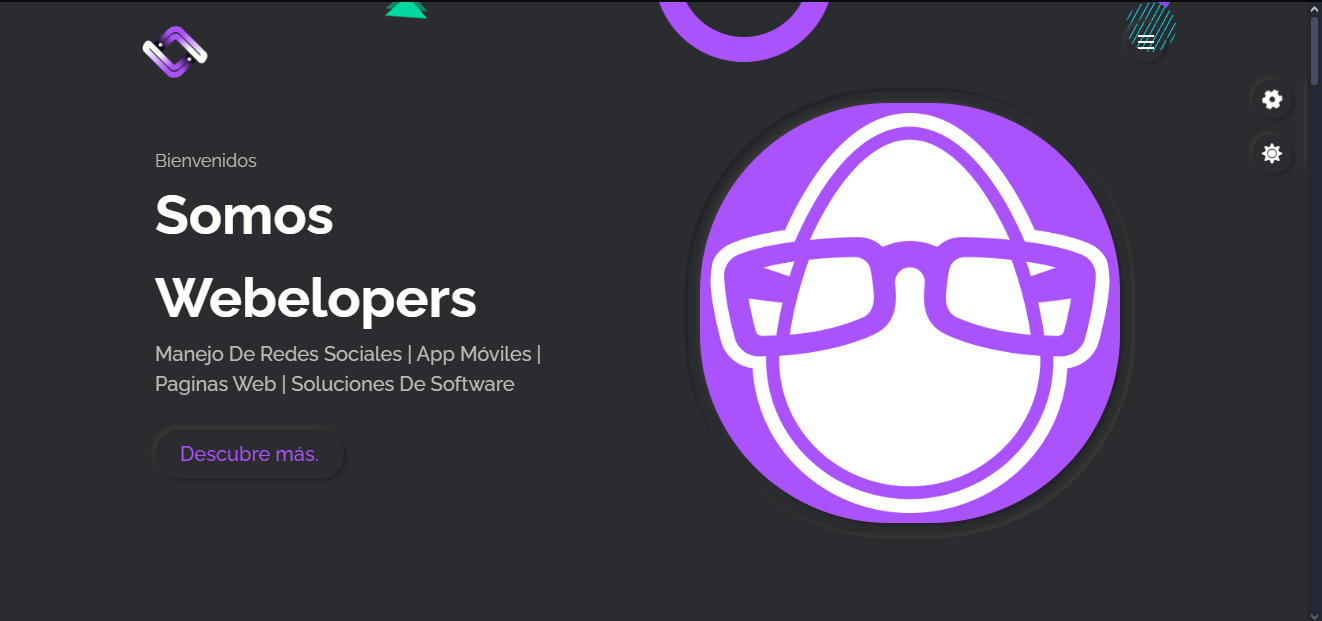 Bienvenidos
Somos
Webelopers
Manejo De Redes Sociales | App Móviles |
Paginas Web | Soluciones De Software
Descubre más.